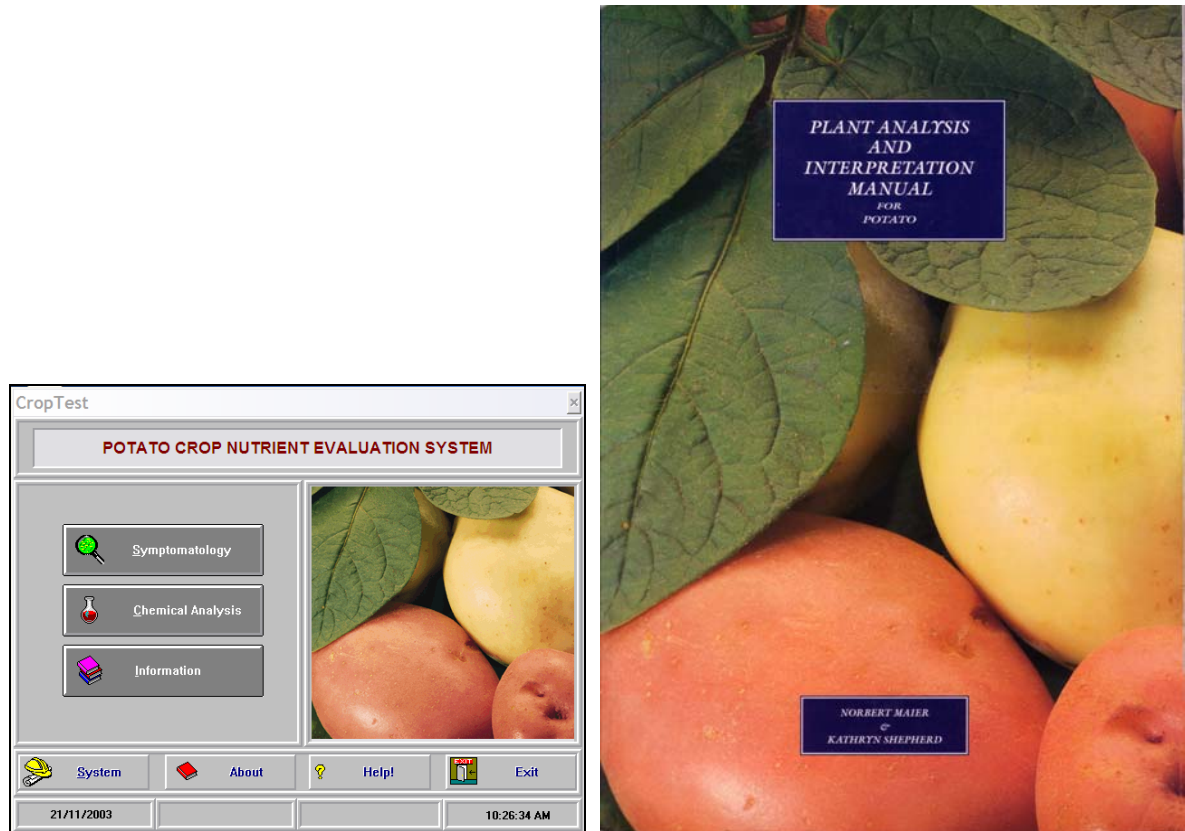 CropTest
POTATO CROP NUTRIENT EVALUATION SYSTEM
Symptomatology
Chemical Analysis
Information
System
About
Help!
EXIT
Exit
21/11/2003
10:26:34 AM
PLANT ANALYSIS
AND
INTERPRETATION
MANUAL
FOR
POTATO
NORBERT MAIER
&
KATHRYN SHEPHERD